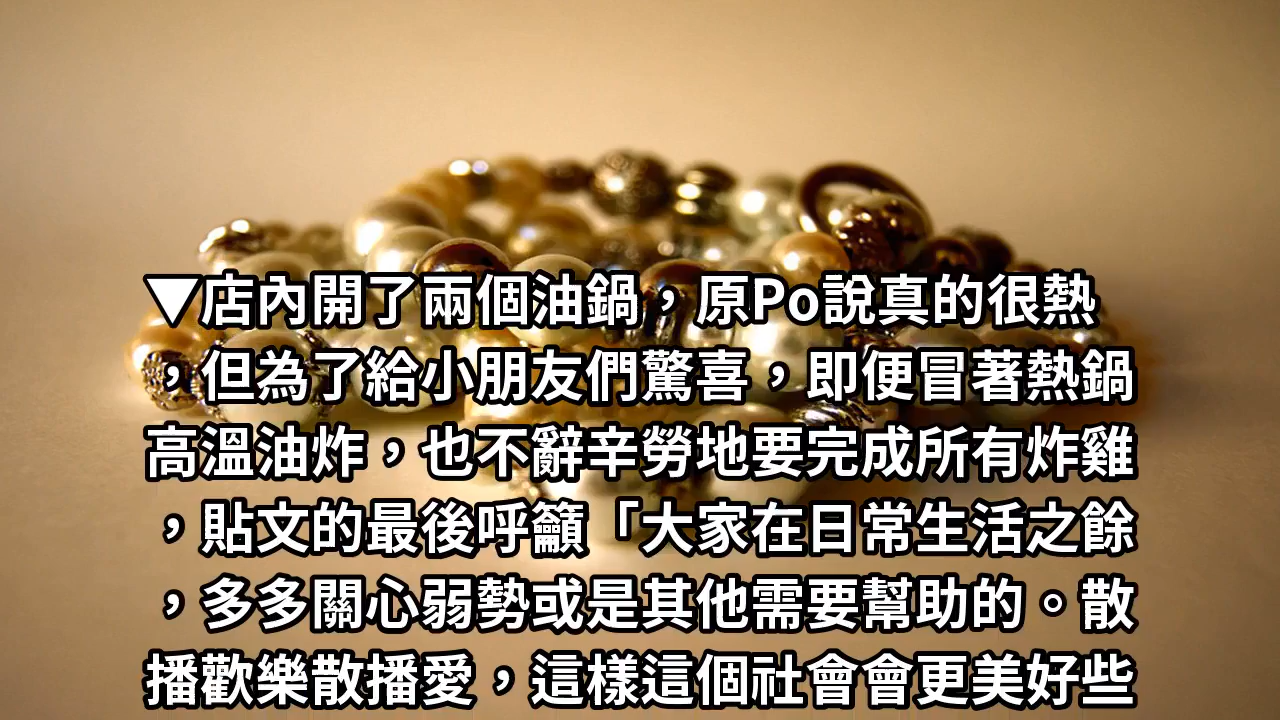 ▼店內開了兩個油鍋，原Po說真的很熱
，但為了給小朋友們驚喜，即便冒著熱鍋
高溫油炸，也不辭辛勞地要完成所有炸雞
，貼文的最後呼籲「大家在日常生活之餘
，多多關心弱勢或是其他需要幫助的。散
播歡樂散播愛，這樣這個社會會更美好些